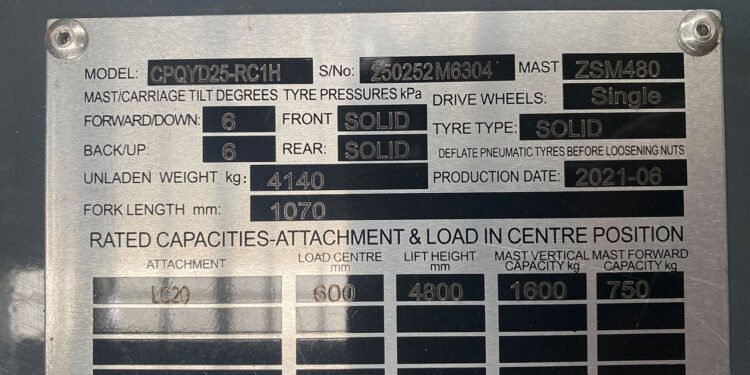 MODEL: CPQYD25-RC1H S/No: Z50252M6304 MAST ZSM480
MAST/CARRIAGE TILT DEGREES TYRE PRESSURES kPa DRIVE WHEELS: Single
FORWARD/DOWN: 6 FRONT SOLID TYRE TYPE: SOLID
BACK/UP: 6 REAR: SOLID DEFLATE PNEUMATIC TYRES BEFORE LOOSENING NUTS
UNLADEN WEIGHT kg: 4140 PRODUCTION DATE: 2021-06
FORK LENGTH mm: 1070
RATED CAPACITIES-ATTACHMENT & LOAD IN CENTRE POSITION
ATTACHMENT LOAD CENTRE mm LIFT HEIGHT mm MAST VERTICAL CAPACITY kg MAST FORWARD CAPACITY kg
LC20 600 4800 1600 750